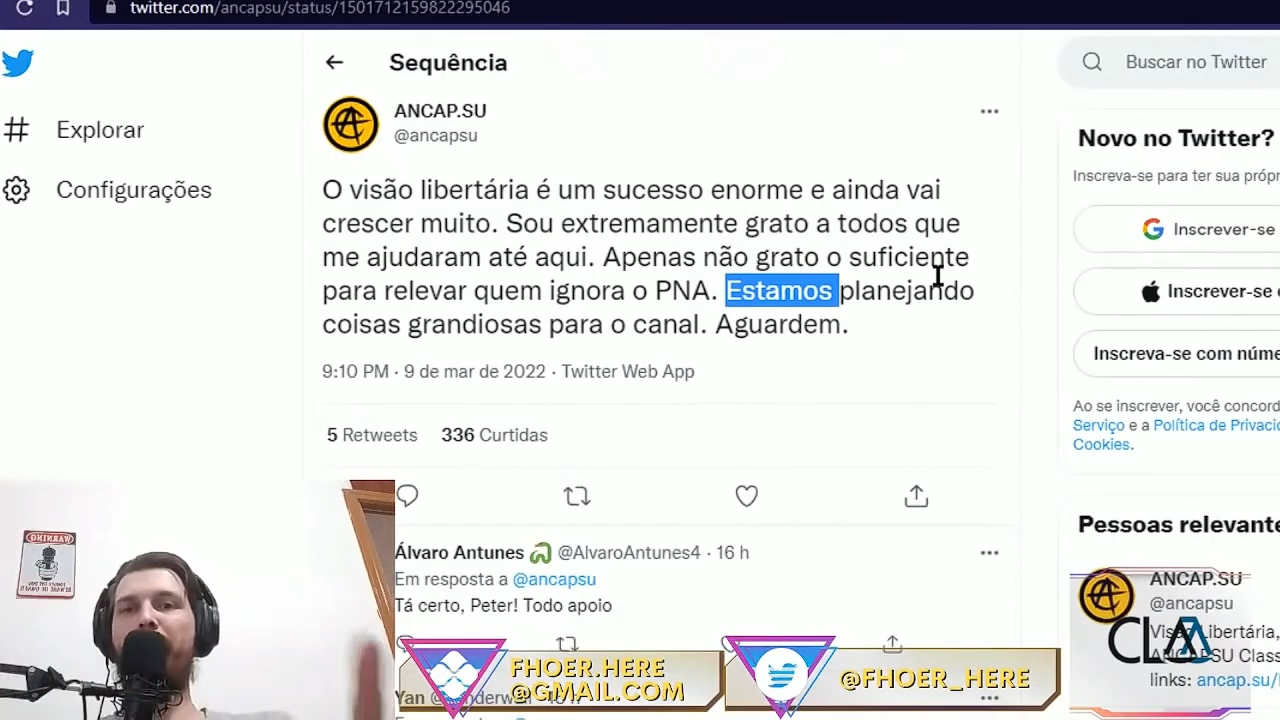 twitter.com/ancapsu/status/1501712159822295046
Sequência
Explorar
Configurações
ANCAP.SU
@ancapsu
O visão libertária é um sucesso enorme e ainda vai
crescer muito. Sou extremamente grato a todos que
me ajudaram até aqui. Apenas não grato o suficiente
para relevar quem ignora o PNA. Estamos planejando
coisas grandiosas para o canal. Aguardem.
9:10 PM · 9 de mar de 2022 · Twitter Web App
5 Retweets 336 Curtidas
Álvaro Antunes @AlvaroAntunes4 · 16 h
Em resposta a @ancapsu
Tá certo, Peter! Todo apoio
Yan
Buscar no Twitter
Novo no Twitter?
Inscreva-se para ter sua própr
Inscrever-se
Inscrever-se c
Inscreva-se com núme
Ao se inscrever, você concord
Serviço e a Política de Privaci
Cookies.
Pessoas relevante
ANCAP.SU
@ancapsu
Libertária,
SU Class
links: ancap.su/
WARNING
FHOER.HERE
@GMAIL.COM
@FHOER_HERE